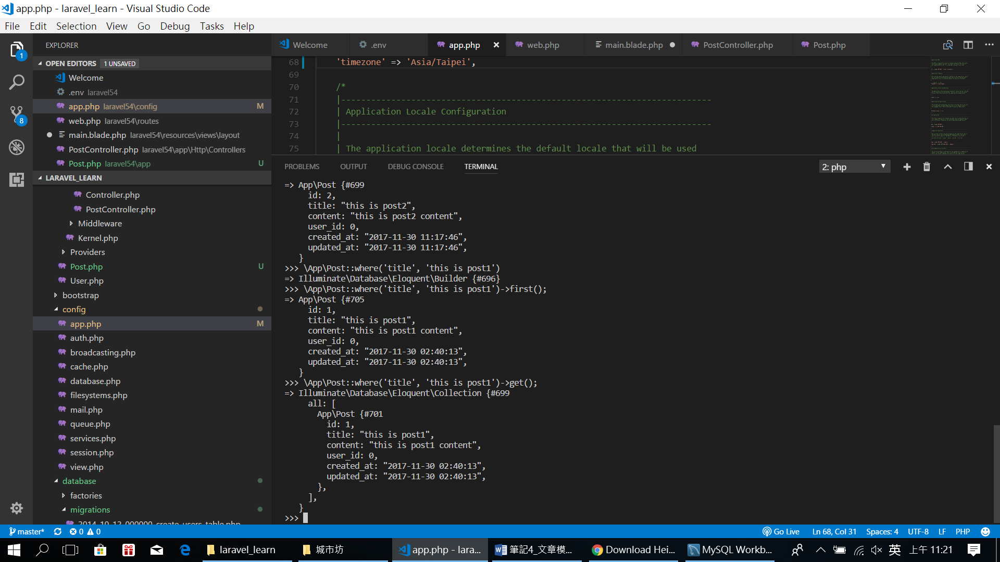 app.php - laravel_learn - Visual Studio Code
File Edit Selection View Go Debug Tasks Help
1
8
EXPLORER
OPEN EDITORS 1 UNSAVED
Welcome
.env laravel54
app.php laravel54\config M
web.php laravel54\routes
main.blade.php laravel54\resources\views\layout
PostController.php laravel54\app\Http\Controllers
Post.php laravel54\app U
LARAVEL_LEARN
Controller.php
PostController.php
Middleware
Kernel.php
Providers
Post.php U
User.php
bootstrap
config
app.php M
auth.php
broadcasting.php
cache.php
database.php
filesystems.php
mail.php
queue.php
services.php
session.php
view.php
database
factories
migrations
2014_10_12_000000_create_users_table.php
Welcome .env app.php web.php main.blade.php PostController.php Post.php
68 'timezone' => 'Asia/Taipei',
69
70 /*
71 |--------------------------------------------------------------------------
72 | Application Locale Configuration
73 |--------------------------------------------------------------------------
74 |
75 | The application locale determines the default locale that will be used
PROBLEMS OUTPUT DEBUG CONSOLE TERMINAL 2: php
=> App\Post {#699
id: 2,
title: "this is post2",
content: "this is post2 content",
user_id: 0,
created_at: "2017-11-30 11:17:46",
updated_at: "2017-11-30 11:17:46",
}
>>> \App\Post::where('title', 'this is post1')
=> Illuminate\Database\Eloquent\Builder {#696}
>>> \App\Post::where('title', 'this is post1')->first();
=> App\Post {#705
id: 1,
title: "this is post1",
content: "this is post1 content",
user_id: 0,
created_at: "2017-11-30 02:40:13",
updated_at: "2017-11-30 02:40:13",
}
>>> \App\Post::where('title', 'this is post1')->get();
=> Illuminate\Database\Eloquent\Collection {#699
all: [
App\Post {#701
id: 1,
title: "this is post1",
content: "this is post1 content",
user_id: 0,
created_at: "2017-11-30 02:40:13",
updated_at: "2017-11-30 02:40:13",
},
],
}
>>>
master* 0 0 Go Live Ln 68, Col 31 Spaces: 4 UTF-8 LF PHP
laravel_learn 城市坊 app.php - lara... 筆記4_文章模... Download Hei... MySQL Workb... 英 上午 11:21